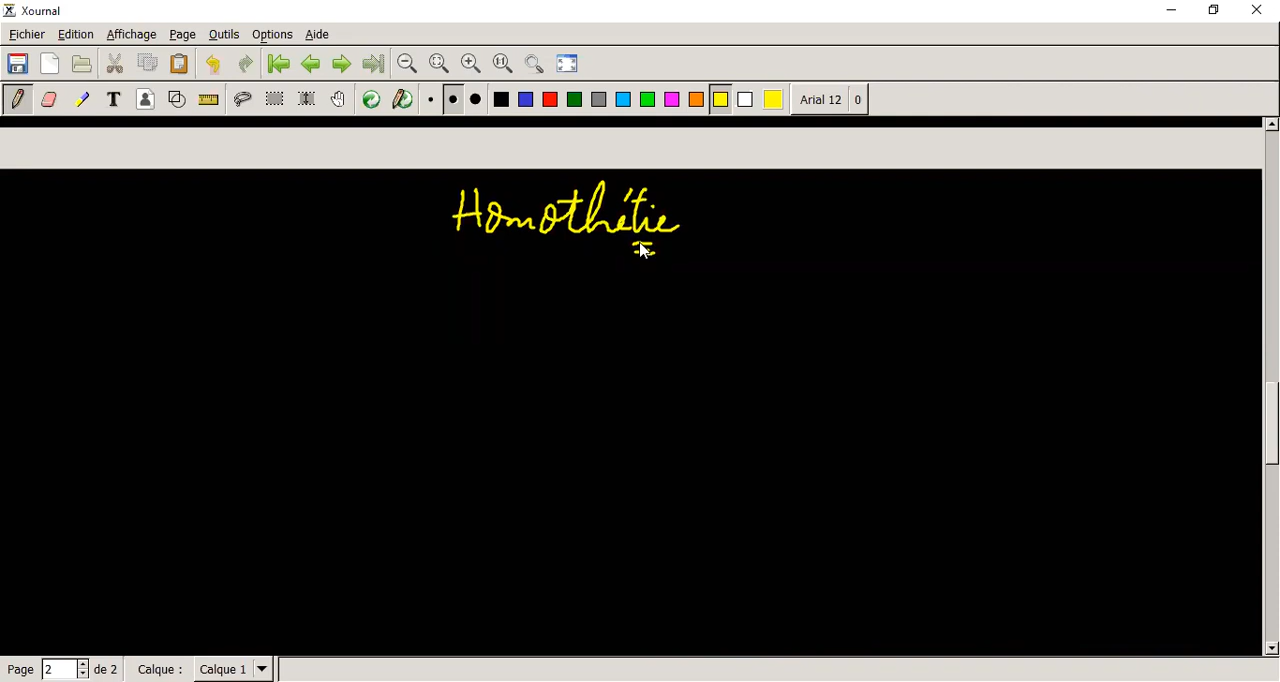 Xournal
Fichier Edition Affichage Page Outils Options Aide
Arial 12 0
Homothétie
Page 2 de 2 Calque : Calque 1